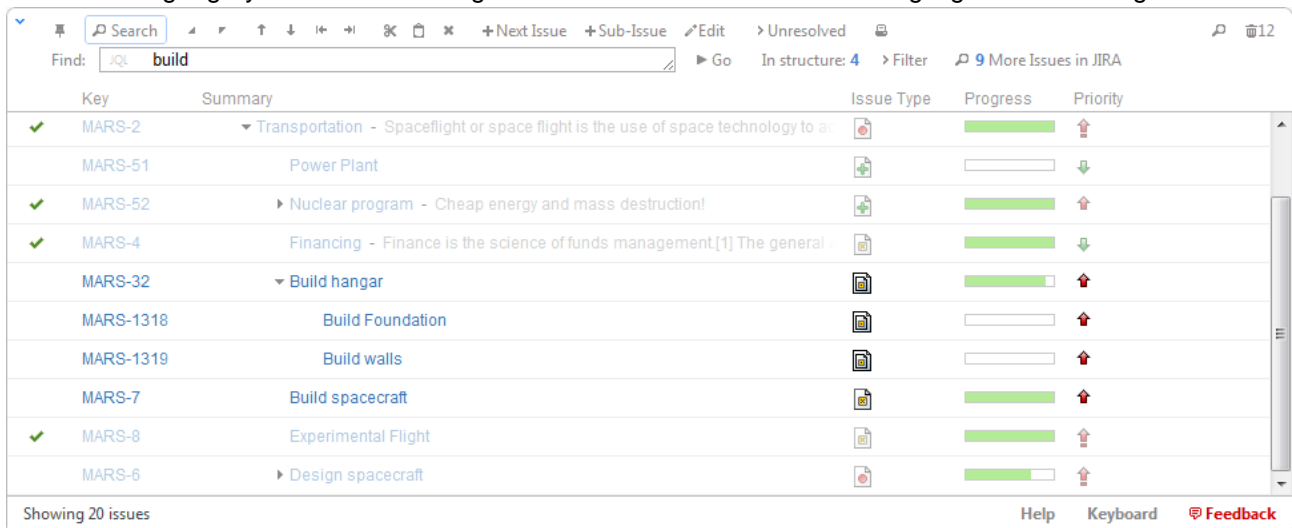 Search +Next Issue +Sub-Issue Edit >Unresolved 12
Find: JQL build Go In structure: 4 >Filter 9 More Issues in JIRA
Key Summary Issue Type Progress Priority
MARS-2 Transportation - Spaceflight or space flight is the use of space technology to
MARS-51 Power Plant
MARS-52 Nuclear program - Cheap energy and mass destruction!
MARS-4 Financing - Finance is the science of funds management.[1] The general
MARS-32 Build hangar
MARS-1318 Build Foundation
MARS-1319 Build walls
MARS-7 Build spacecraft
MARS-8 Experimental Flight
MARS-6 Design spacecraft
Showing 20 issues Help Keyboard Feedback